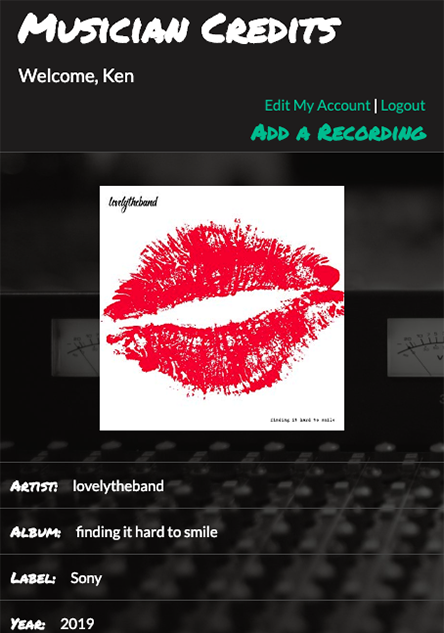 Musician Credits
Welcome, Ken
Edit My Account | Logout
Add a Recording
lovelytheband
finding it hard to smile
Artist: lovelytheband
Album: finding it hard to smile
Label: Sony
Year: 2019